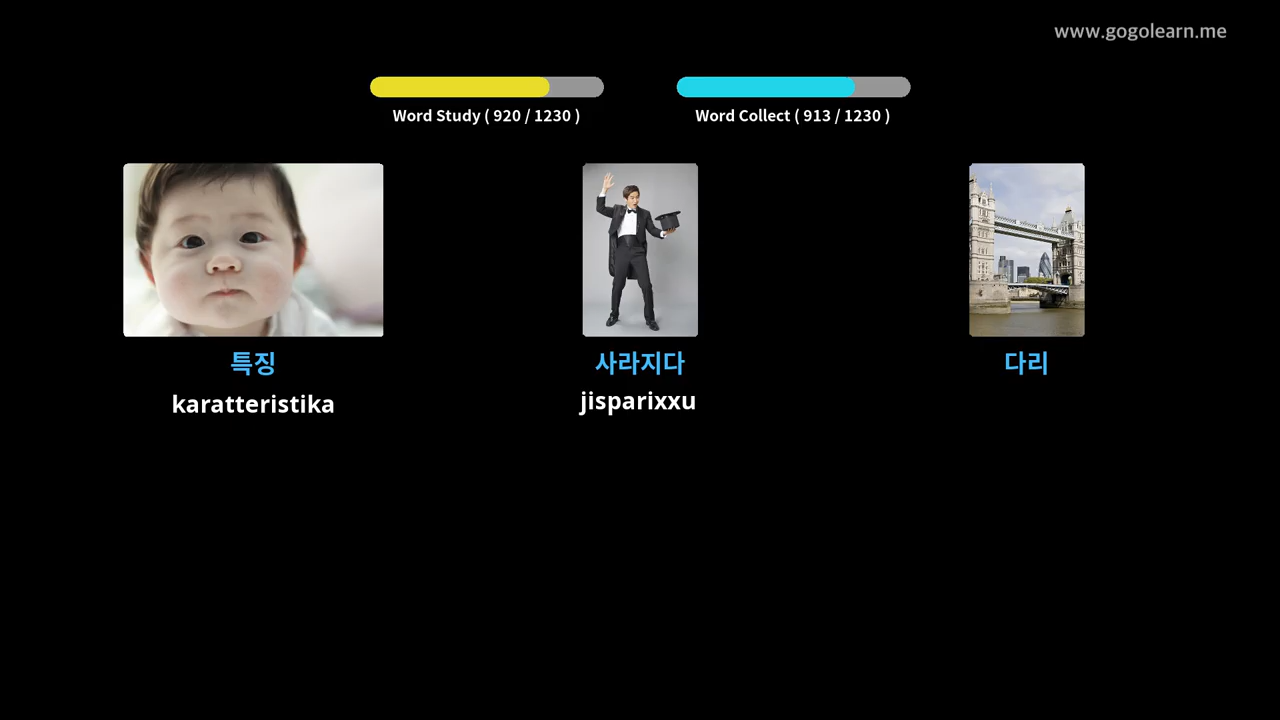 www.gogolearn.me
Word Study ( 920 / 1230 )
Word Collect ( 913 / 1230 )
특징
사라지다
다리
karatteristika
jisparixxu